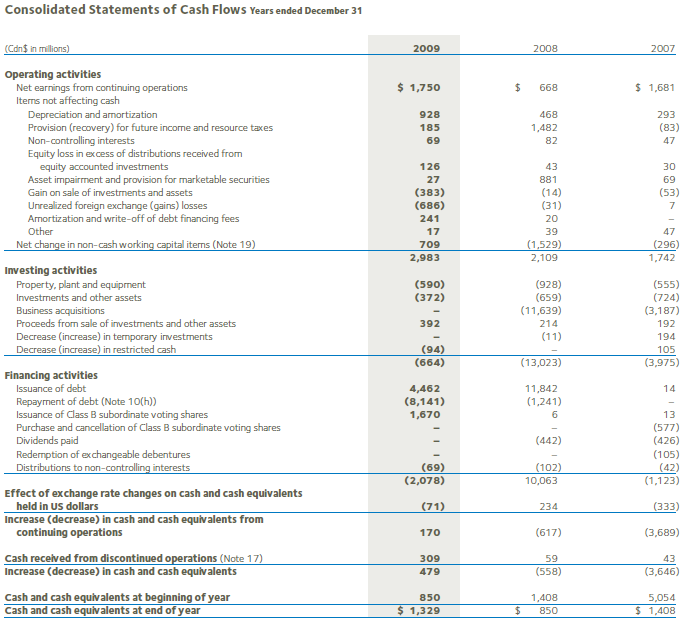 Consolidated Statements of Cash Flows Years ended December 31
(Cdn$ in millions) 2009 2008 2007
Operating activities
Net earnings from continuing operations $ 1,750 $ 668 $ 1,681
Items not affecting cash
Depreciation and amortization 928 468 293
Provision (recovery) for future income and resource taxes 185 1,482 (83)
Non-controlling interests 69 82 47
Equity loss in excess of distributions received from
equity accounted investments 126 43 30
Asset impairment and provision for marketable securities 27 881 69
Gain on sale of investments and assets (383) (14) (53)
Unrealized foreign exchange (gains) losses (686) (31) 7
Amortization and write-off of debt financing fees 241 20 –
Other 17 39 47
Net change in non-cash working capital items (Note 19) 709 (1,529) (296)
2,983 2,109 1,742
Investing activities
Property, plant and equipment (590) (928) (555)
Investments and other assets (372) (659) (724)
Business acquisitions – (11,639) (3,187)
Proceeds from sale of investments and other assets 392 214 192
Decrease (increase) in temporary investments – (11) 194
Decrease (increase) in restricted cash (94) – 105
(664) (13,023) (3,975)
Financing activities
Issuance of debt 4,462 11,842 14
Repayment of debt (Note 10(h)) (8,141) (1,241) –
Issuance of Class B subordinate voting shares 1,670 6 13
Purchase and cancellation of Class B subordinate voting shares – – (577)
Dividends paid – (442) (426)
Redemption of exchangeable debentures – – (105)
Distributions to non-controlling interests (69) (102) (42)
(2,078) 10,063 (1,123)
Effect of exchange rate changes on cash and cash equivalents
held in US dollars (71) 234 (333)
Increase (decrease) in cash and cash equivalents from
continuing operations 170 (617) (3,689)
Cash received from discontinued operations (Note 17) 309 59 43
Increase (decrease) in cash and cash equivalents 479 (558) (3,646)
Cash and cash equivalents at beginning of year 850 1,408 5,054
Cash and cash equivalents at end of year $ 1,329 $ 850 $ 1,408